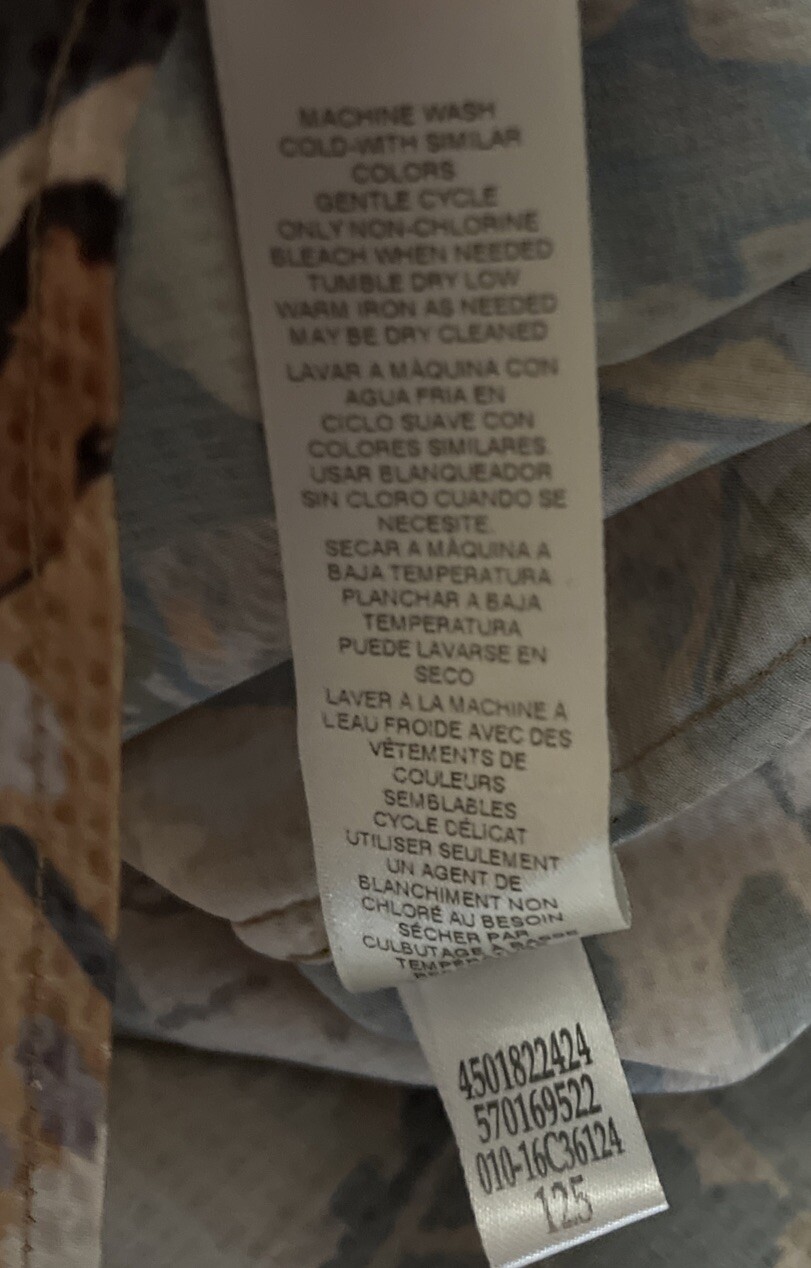 MACHINE WASH
COLD-WITH SIMILAR
COLORS
GENTLE CYCLE
ONLY NON-CHLORINE
BLEACH WHEN NEEDED
TUMBLE DRY LOW
WARM IRON AS NEEDED
MAY BE DRY CLEANED
LAVAR A MÀQUINA CON
AGUA FRIA EN
CICLO SUAVE CON
COLORES SIMILARES.
USAR BLANQUEADOR
SIN CLORO CUANDO SE
NECESITE.
SECAR A MÀQUINA A
BAJA TEMPERATURA
PLANCHAR A BAJA
TEMPERATURA
PUEDE LAVARSE EN
SECO
LAVER À LA MACHINE À
L'EAU FROIDE AVEC DES
VÊTEMENTS DE
COULEURS
SEMBLABLES
CYCLE DÉLICAT
UTILISER SEULEMENT
UN AGENT DE
BLANCHIMENT NON
CHLORÉ AU BESOIN
SÉCHER PAR
CULBUTAGE À BASSE
4501822424
570169522
010-16C36124
125